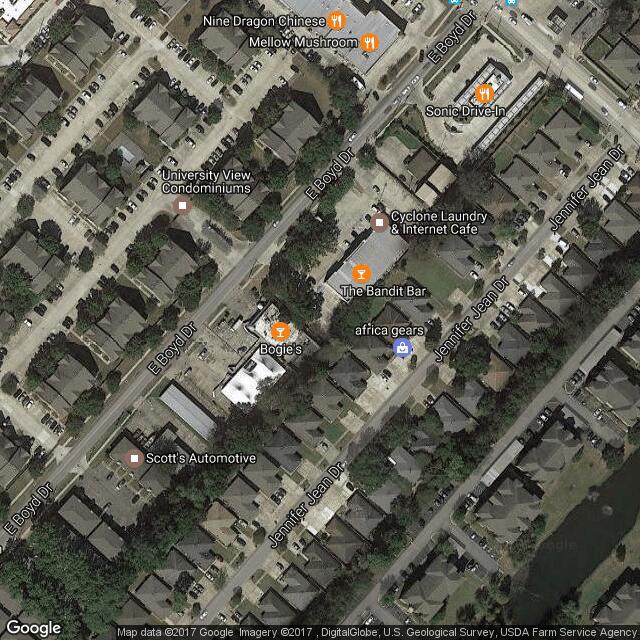 Nine Dragon Chinese
Mellow Mushroom
E Boyd Dr
Sonic Drive-In
E Boyd Dr
University View
Condominiums
Jennifer Jean Dr
Cyclone Laundry
& Internet Cafe
The Bandit Bar
Jennifer Jean Dr
africa gears
E Boyd Dr
Bogie's
Scott's Automotive
E Boyd Dr
Jennifer Jean Dr
Google
Google
Map data ©2017 Google Imagery ©2017 , DigitalGlobe, U.S. Geological Survey, USDA Farm Service Agency